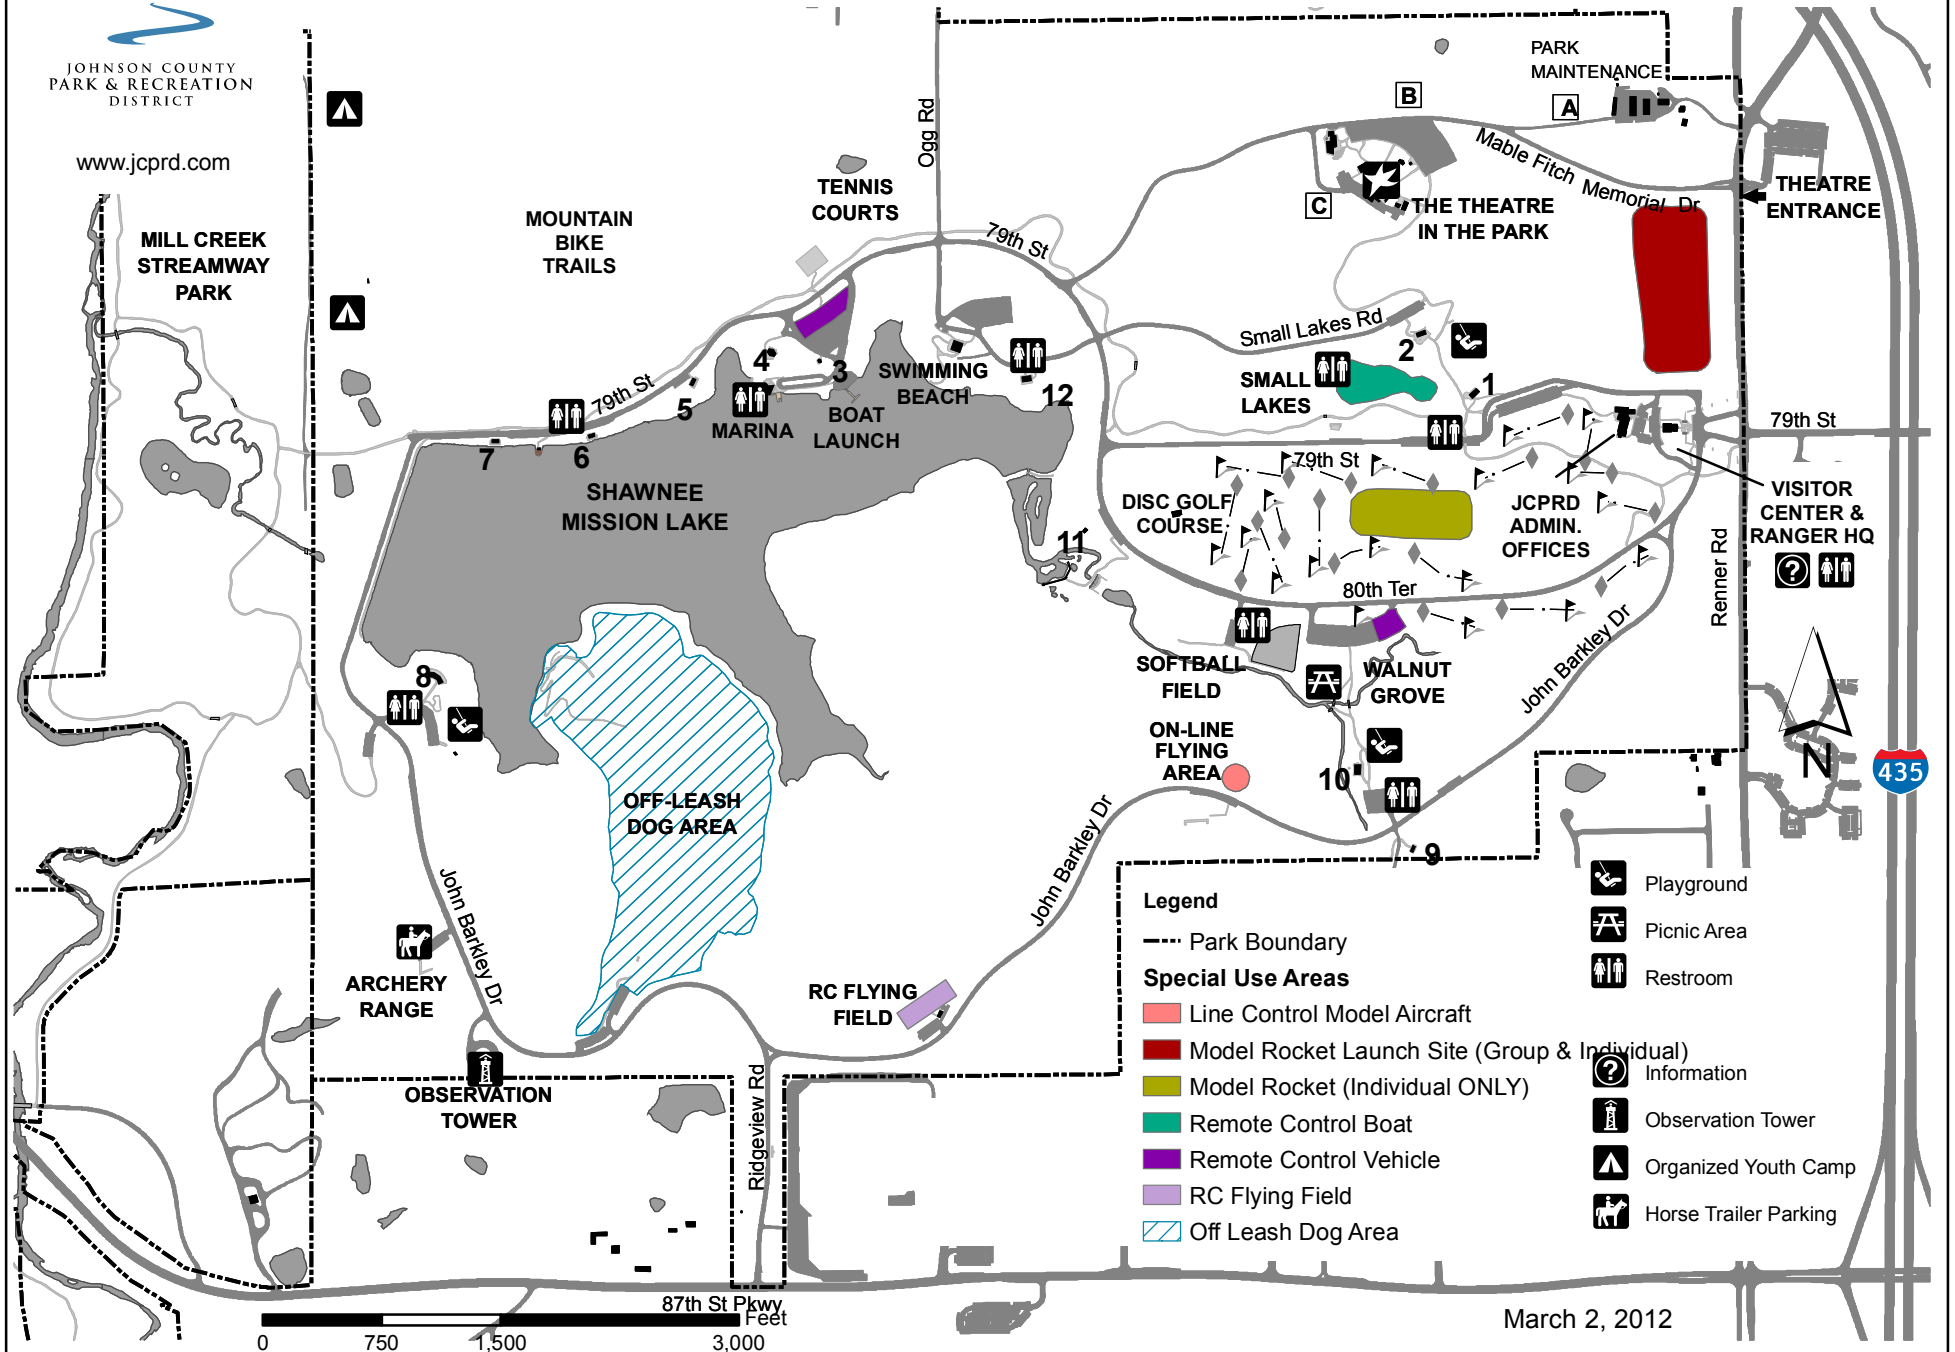 JOHNSON COUNTY
PARK & RECREATION
DISTRICT
www.jcprd.com
MILL CREEK
STREAMWAY
PARK
MOUNTAIN
BIKE
TRAILS
TENNIS
COURTS
Ogg Rd
79th St
B
A
C
PARK
MAINTENANCE
Mable Fitch Memorial Dr
THE THEATRE
IN THE PARK
THEATRE
ENTRANCE
Small Lakes Rd
2
1
SMALL
LAKES
4
3
5
79th St
MARINA
BOAT
LAUNCH
SWIMMING
BEACH
12
7
6
SHAWNEE
MISSION LAKE
79th St
79th St
DISC GOLF
COURSE
JCPRD
ADMIN.
OFFICES
VISITOR
CENTER &
RANGER HQ
?
11
80th Ter
Renner Rd
John Barkley Dr
SOFTBALL
FIELD
WALNUT
GROVE
ON-LINE
FLYING
AREA
10
9
8
N
435
OFF-LEASH
DOG AREA
John Barkley Dr
John Barkley Dr
ARCHERY
RANGE
OBSERVATION
TOWER
RC FLYING
FIELD
Ridgeview Rd
87th St Pkwy
Feet
0
750
1,500
3,000
Legend
Park Boundary
Special Use Areas
Line Control Model Aircraft
Model Rocket Launch Site (Group & Individual)
Model Rocket (Individual ONLY)
Remote Control Boat
Remote Control Vehicle
RC Flying Field
Off Leash Dog Area
Playground
Picnic Area
Restroom
?
Information
Observation Tower
Organized Youth Camp
Horse Trailer Parking
March 2, 2012